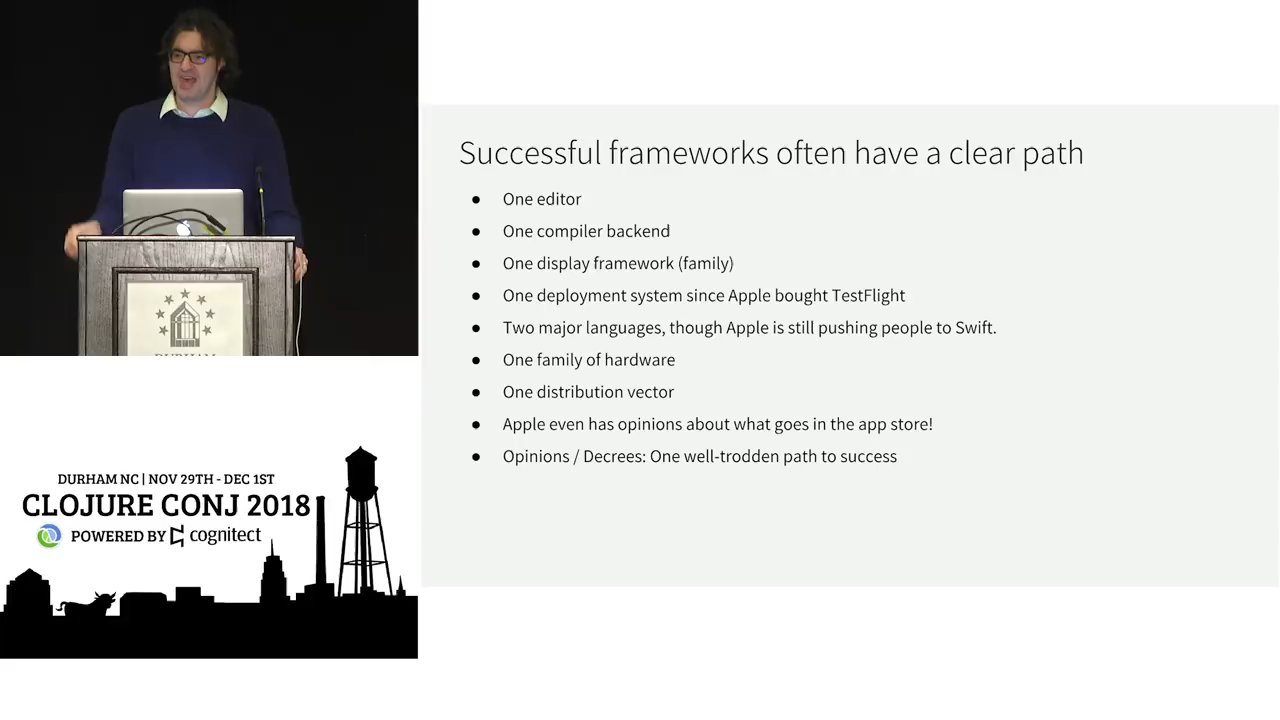 Successful frameworks often have a clear path
● One editor
● One compiler backend
● One display framework (family)
● One deployment system since Apple bought TestFlight
● Two major languages, though Apple is still pushing people to Swift.
● One family of hardware
● One distribution vector
● Apple even has opinions about what goes in the app store!
● Opinions / Decrees: One well-trodden path to success
DURHAM
DURHAM NC | NOV 29TH - DEC 1ST
CLOJURE CONJ 2018
POWERED BY cognitect